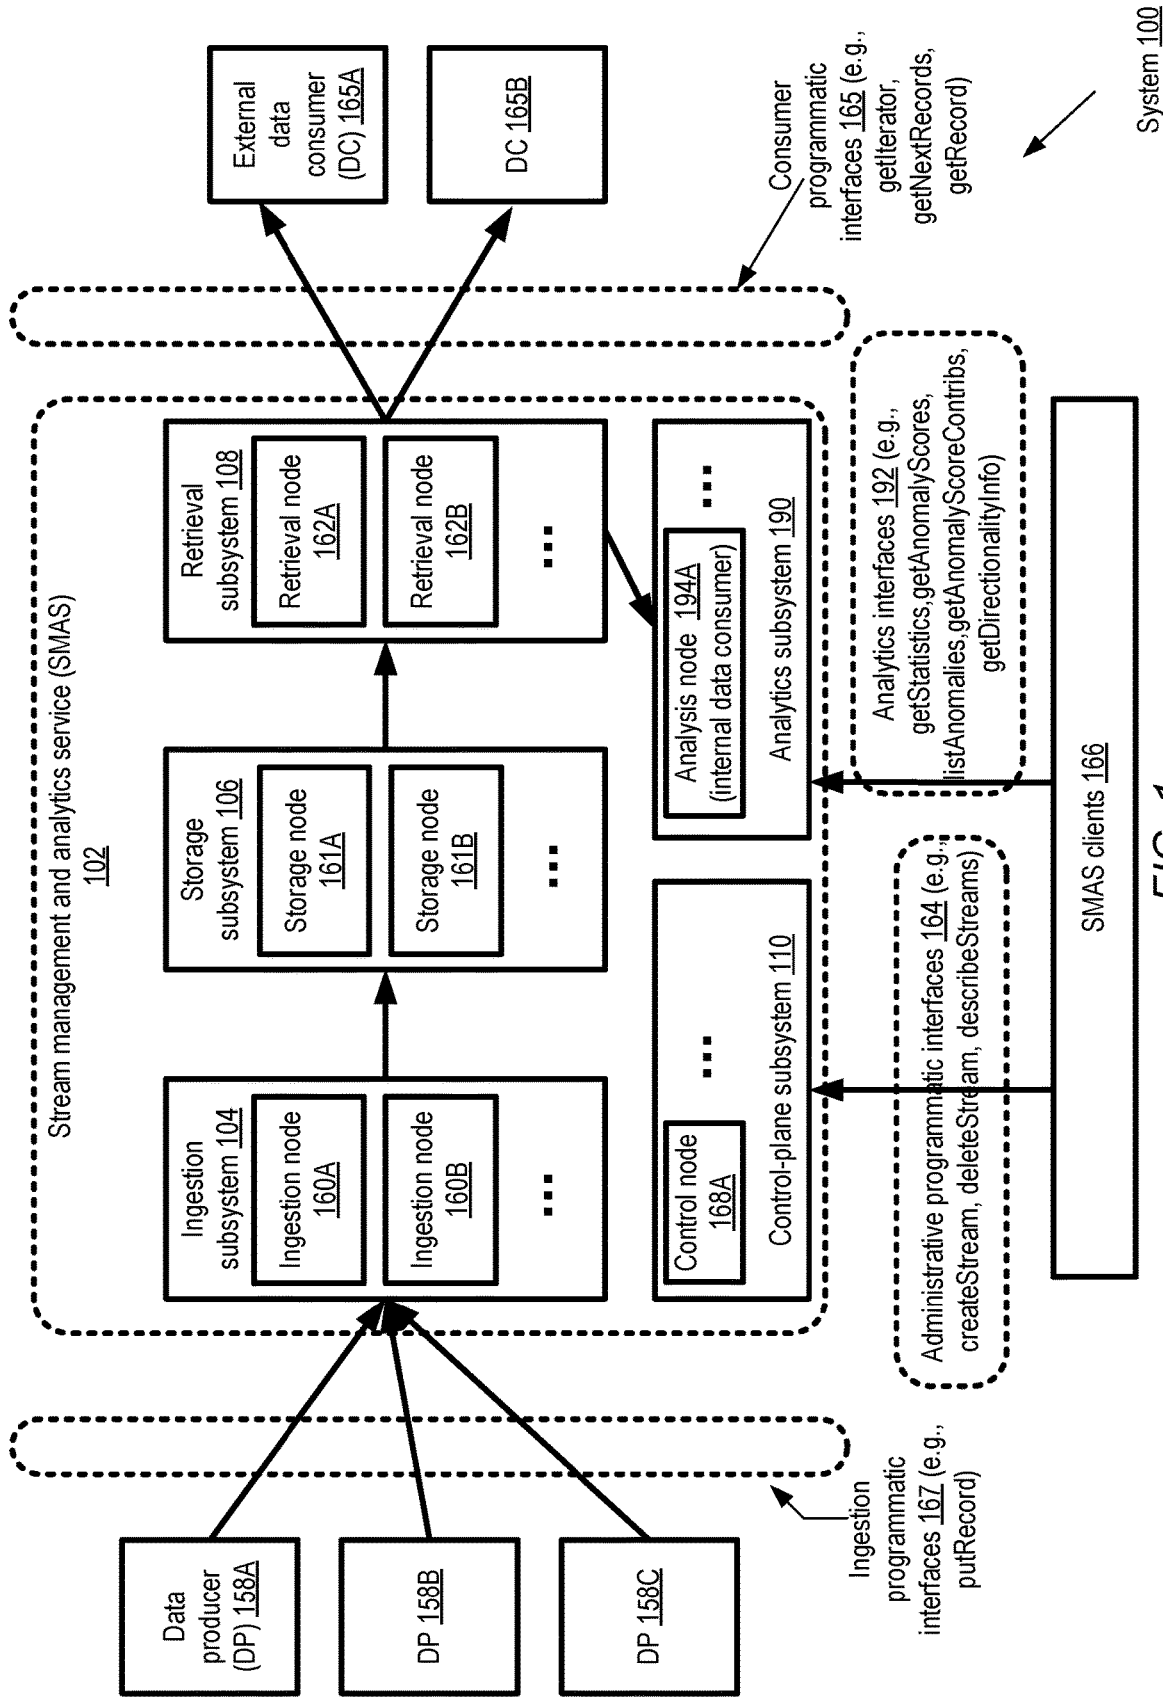 System 100
Stream management and analytics service (SMAS)
102
Data
producer
(DP) 158A
DP 158B
DP 158C
Ingestion
programmatic
interfaces 167 (e.g.,
putRecord)
Ingestion
subsystem 104
Ingestion node
160A
Ingestion node
160B
...
Storage
subsystem 106
Storage node
161A
Storage node
161B
...
Retrieval
subsystem 108
Retrieval node
162A
Retrieval node
162B
...
External
data
consumer
(DC) 165A
DC 165B
Consumer
programmatic
interfaces 165 (e.g.,
getIterator,
getNextRecords,
getRecord)
Control node
168A
...
Control-plane subsystem 110
Analysis node 194A
(internal data consumer)
...
Analytics subsystem 190
Administrative programmatic interfaces 164 (e.g.,
createStream, deleteStream, describeStreams)
Analytics interfaces 192 (e.g.,
getStatistics,getAnomalyScores,
listAnomalies,getAnomalyScoreContribs,
getDirectionalityInfo)
SMAS clients 166
FIG. 1